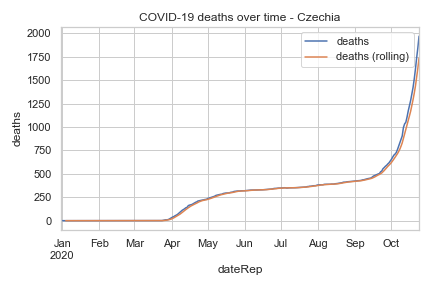 COVID-19 deaths over time - Czechia
deaths
deaths (rolling)
2000
1750
1500
1250
1000
750
500
250
0
deaths
Jan Feb Mar Apr May Jun Jul Aug Sep Oct
2020
dateRep